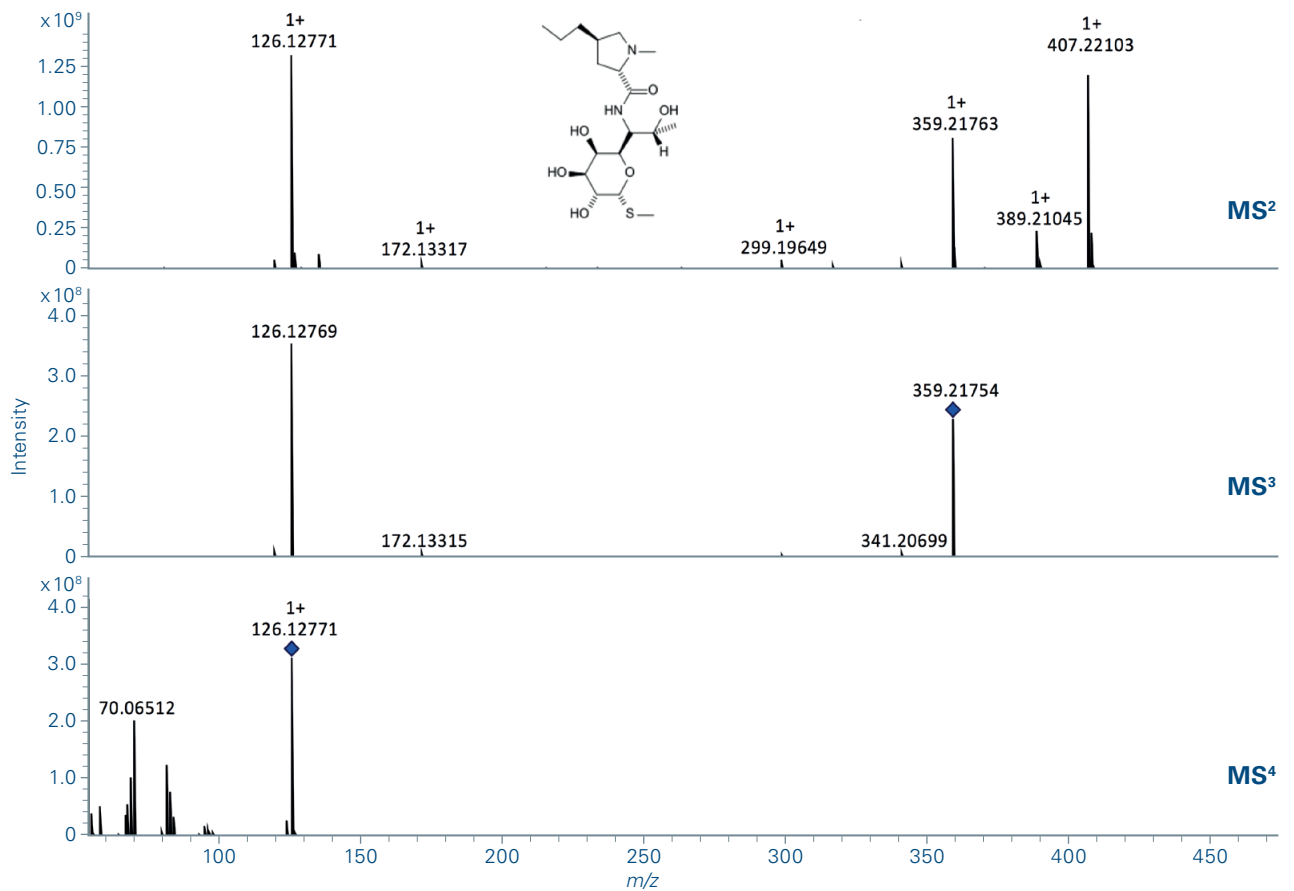 x10⁹
1.25
1.00
0.75
0.50
0.25
0
1+
126.12771
1+
172.13317
1+
299.19649
1+
359.21763
1+
389.21045
1+
407.22103
MS²
N
O
HN
OH
HO
H
HO
O
HO
S
x10⁸
4.0
3.0
2.0
1.0
0
126.12769
172.13315
341.20699
359.21754
MS³
Intensity
x10⁸
4.0
3.0
2.0
1.0
0
70.06512
1+
126.12771
MS⁴
100 150 200 250 300 350 400 450
m/z